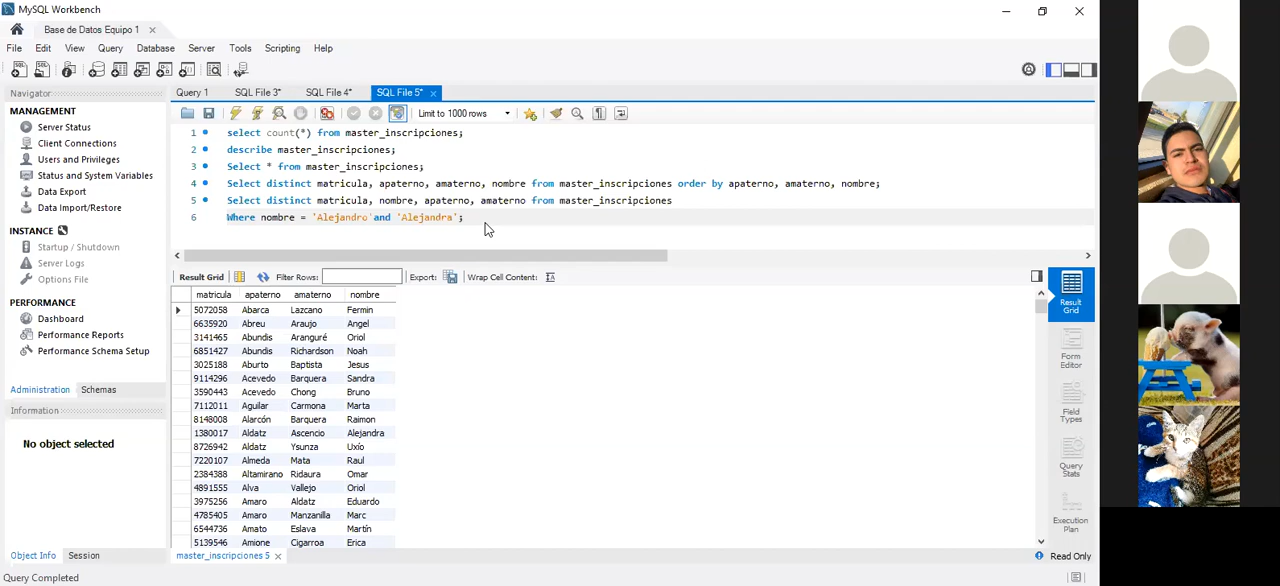 MySQL Workbench
Base de Datos Equipo 1
File Edit View Query Database Server Tools Scripting Help
Navigator
MANAGEMENT
Server Status
Client Connections
Users and Privileges
Status and System Variables
Data Export
Data Import/Restore
INSTANCE
Startup / Shutdown
Server Logs
Options File
PERFORMANCE
Dashboard
Performance Reports
Performance Schema Setup
Administration Schemas
Information
No object selected
Object Info Session
Query Completed
Query 1 SQL File 3* SQL File 4* SQL File 5*
Limit to 1000 rows
1 select count(*) from master_inscripciones;
2 describe master_inscripciones;
3 Select * from master_inscripciones;
4 Select distinct matricula, apaterno, amaterno, nombre from master_inscripciones order by apaterno, amaterno, nombre;
5 Select distinct matricula, nombre, apaterno, amaterno from master_inscripciones
6 Where nombre = 'Alejandro'and 'Alejandra';
Result Grid Filter Rows: Export: Wrap Cell Content:
matricula apaterno amaterno nombre
5072058 Abarca Lazcano Fermin
6635920 Abreu Araujo Angel
3141465 Abundis Aranguré Oriol
6851427 Abundis Richardson Noah
3025188 Aburto Baptista Jesus
9114296 Acevedo Barquera Sandra
3590443 Acevedo Chong Bruno
7112011 Aguilar Carmona Marta
8148008 Alarcón Barquera Raimon
1380017 Aldatz Ascencio Alejandra
8726942 Aldatz Ysunza Uxío
7220107 Almeda Mata Raul
2384388 Altamirano Ridaura Omar
4891555 Alva Vallejo Oriol
3975256 Amaro Aldatz Eduardo
4785405 Amaro Manzanilla Marc
6544736 Amato Eslava Martín
5139546 Amione Cigarroa Erica
master_inscripciones 5
Result Grid
Form Editor
Field Types
Query Stats
Execution Plan
Read Only